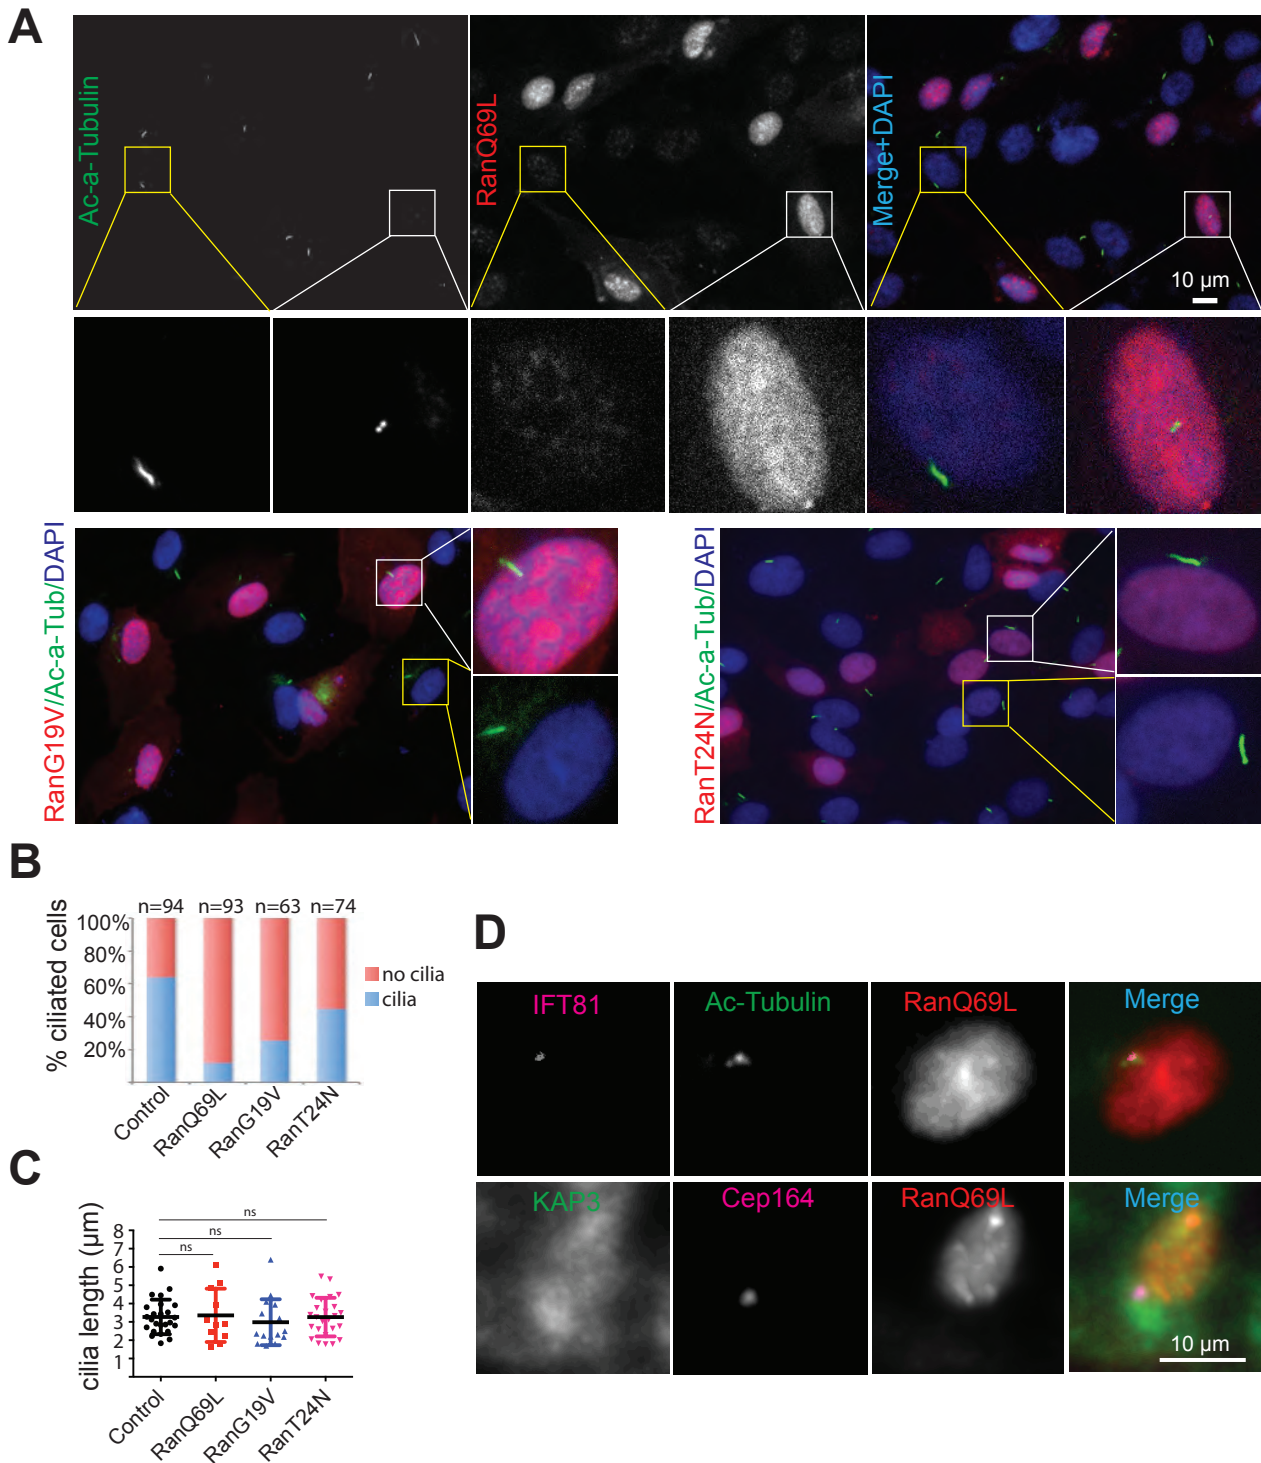 A
Ac-a-Tubulin
RanQ69L
Merge+DAPI
10 µm
RanG19V/Ac-a-Tub/DAPI
RanT24N/Ac-a-Tub/DAPI
B
% ciliated cells
n=94 n=93 n=63 n=74
100%
80%
60%
40%
20%
no cilia
cilia
Control
RanQ69L
RanG19V
RanT24N
C
cilia length (µm)
ns
ns
ns
8
7
6
5
4
3
2
1
Control
RanQ69L
RanG19V
RanT24N
D
IFT81
Ac-Tubulin
RanQ69L
Merge
KAP3
Cep164
RanQ69L
Merge
10 µm